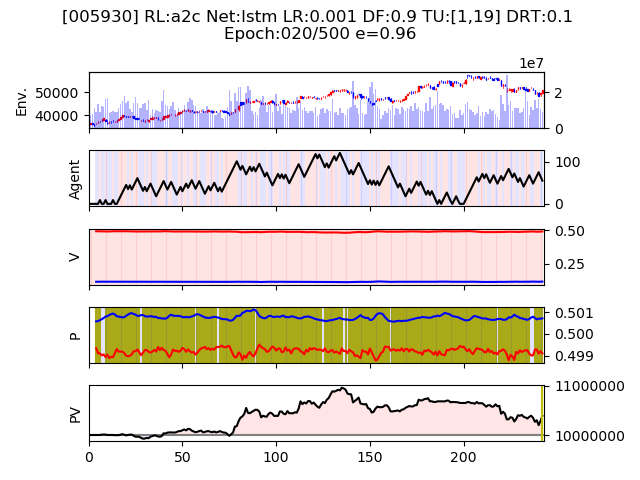 [005930] RL:a2c Net:lstm LR:0.001 DF:0.9 TU:[1,19] DRT:0.1
Epoch:020/500 e=0.96
1e7
Env.
50000
40000
2
0
Agent
100
0
V
0.50
0.25
P
0.501
0.500
0.499
PV
11000000
10000000
0 50 100 150 200